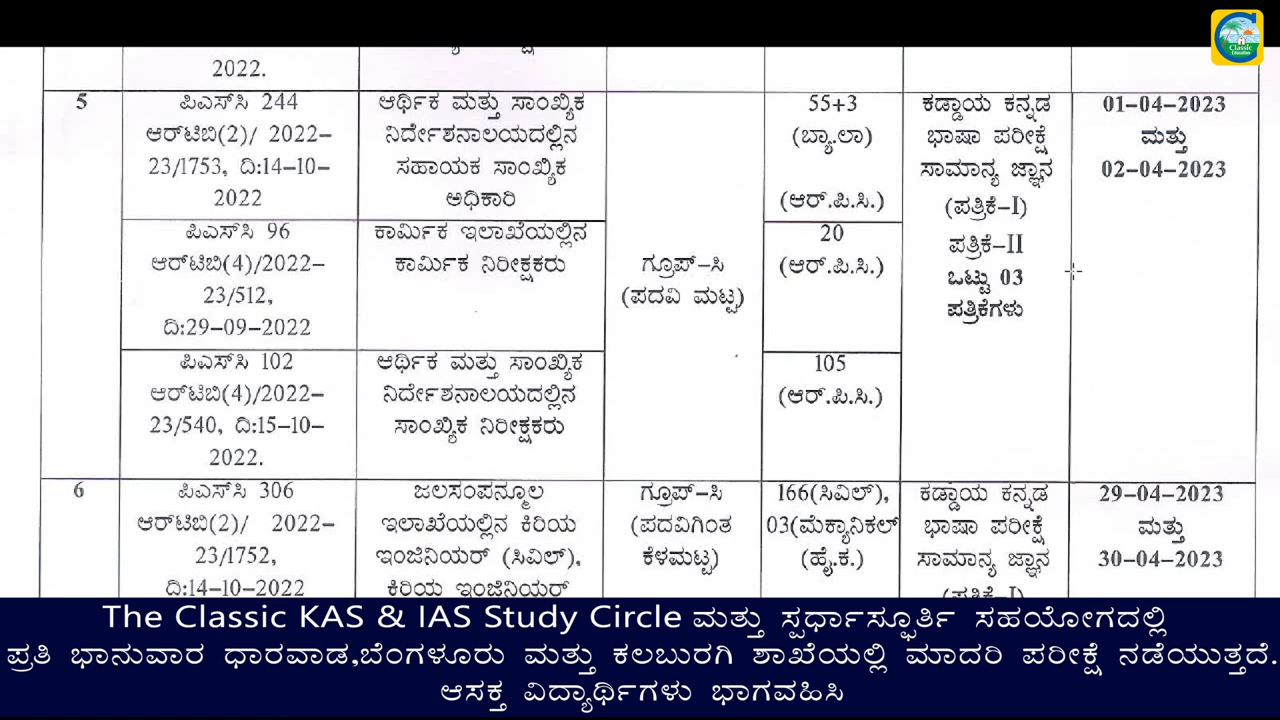 Classic
Education
2022.
5
ಪಿಎಸ್‌ಸಿ 244
ಆರ್‌ಟಿಬಿ(2)/ 2022–
23/1753, ದಿ:14–10–
2022
ಆರ್ಥಿಕ ಮತ್ತು ಸಾಂಖ್ಯಿಕ
ನಿರ್ದೇಶನಾಲಯದಲ್ಲಿನ
ಸಹಾಯಕ ಸಾಂಖ್ಯಿಕ
ಅಧಿಕಾರಿ
55+3
(ಬ್ಯಾ.ಲಾ)
(ಆರ್.ಪಿ.ಸಿ.)
ಕಡ್ಡಾಯ ಕನ್ನಡ
ಭಾಷಾ ಪರೀಕ್ಷೆ
ಸಾಮಾನ್ಯ ಜ್ಞಾನ
(ಪತ್ರಿಕೆ–I)
ಪತ್ರಿಕೆ–II
ಒಟ್ಟು 03
ಪತ್ರಿಕೆಗಳು
01–04–2023
ಮತ್ತು
02–04–2023
ಪಿಎಸ್‌ಸಿ 96
ಆರ್‌ಟಿಬಿ(4)/2022–
23/512,
ದಿ:29–09–2022
ಕಾರ್ಮಿಕ ಇಲಾಖೆಯಲ್ಲಿನ
ಕಾರ್ಮಿಕ ನಿರೀಕ್ಷಕರು
ಗ್ರೂಪ್–ಸಿ
(ಪದವಿ ಮಟ್ಟ)
20
(ಆರ್.ಪಿ.ಸಿ.)
ಪಿಎಸ್‌ಸಿ 102
ಆರ್‌ಟಿಬಿ(4)/2022–
23/540, ದಿ:15–10–
2022.
ಆರ್ಥಿಕ ಮತ್ತು ಸಾಂಖ್ಯಿಕ
ನಿರ್ದೇಶನಾಲಯದಲ್ಲಿನ
ಸಾಂಖ್ಯಿಕ ನಿರೀಕ್ಷಕರು
105
(ಆರ್.ಪಿ.ಸಿ.)
6
ಪಿಎಸ್‌ಸಿ 306
ಆರ್‌ಟಿಬಿ(2)/ 2022–
23/1752,
ದಿ:14–10–2022
ಜಲಸಂಪನ್ಮೂಲ
ಇಲಾಖೆಯಲ್ಲಿನ ಕಿರಿಯ
ಇಂಜಿನಿಯರ್ (ಸಿವಿಲ್),
ಕಿರಿಯ ಇಂಜಿನಿಯರ್
ಗ್ರೂಪ್–ಸಿ
(ಪದವಿಗಿಂತ
ಕೆಳಮಟ್ಟ)
166(ಸಿವಿಲ್),
03(ಮೆಕ್ಯಾನಿಕಲ್
(ಹೈ.ಕ.)
ಕಡ್ಡಾಯ ಕನ್ನಡ
ಭಾಷಾ ಪರೀಕ್ಷೆ
ಸಾಮಾನ್ಯ ಜ್ಞಾನ
(ಪತ್ರಿಕೆ–I)
29–04–2023
ಮತ್ತು
30–04–2023
The Classic KAS & IAS Study Circle ಮತ್ತು ಸ್ಪರ್ಧಾಸ್ಫೂರ್ತಿ ಸಹಯೋಗದಲ್ಲಿ
ಪ್ರತಿ ಭಾನುವಾರ ಧಾರವಾಡ,ಬೆಂಗಳೂರು ಮತ್ತು ಕಲಬುರಗಿ ಶಾಖೆಯಲ್ಲಿ ಮಾದರಿ ಪರೀಕ್ಷೆ ನಡೆಯುತ್ತದೆ.
ಆಸಕ್ತ ವಿದ್ಯಾರ್ಥಿಗಳು ಭಾಗವಹಿಸಿ